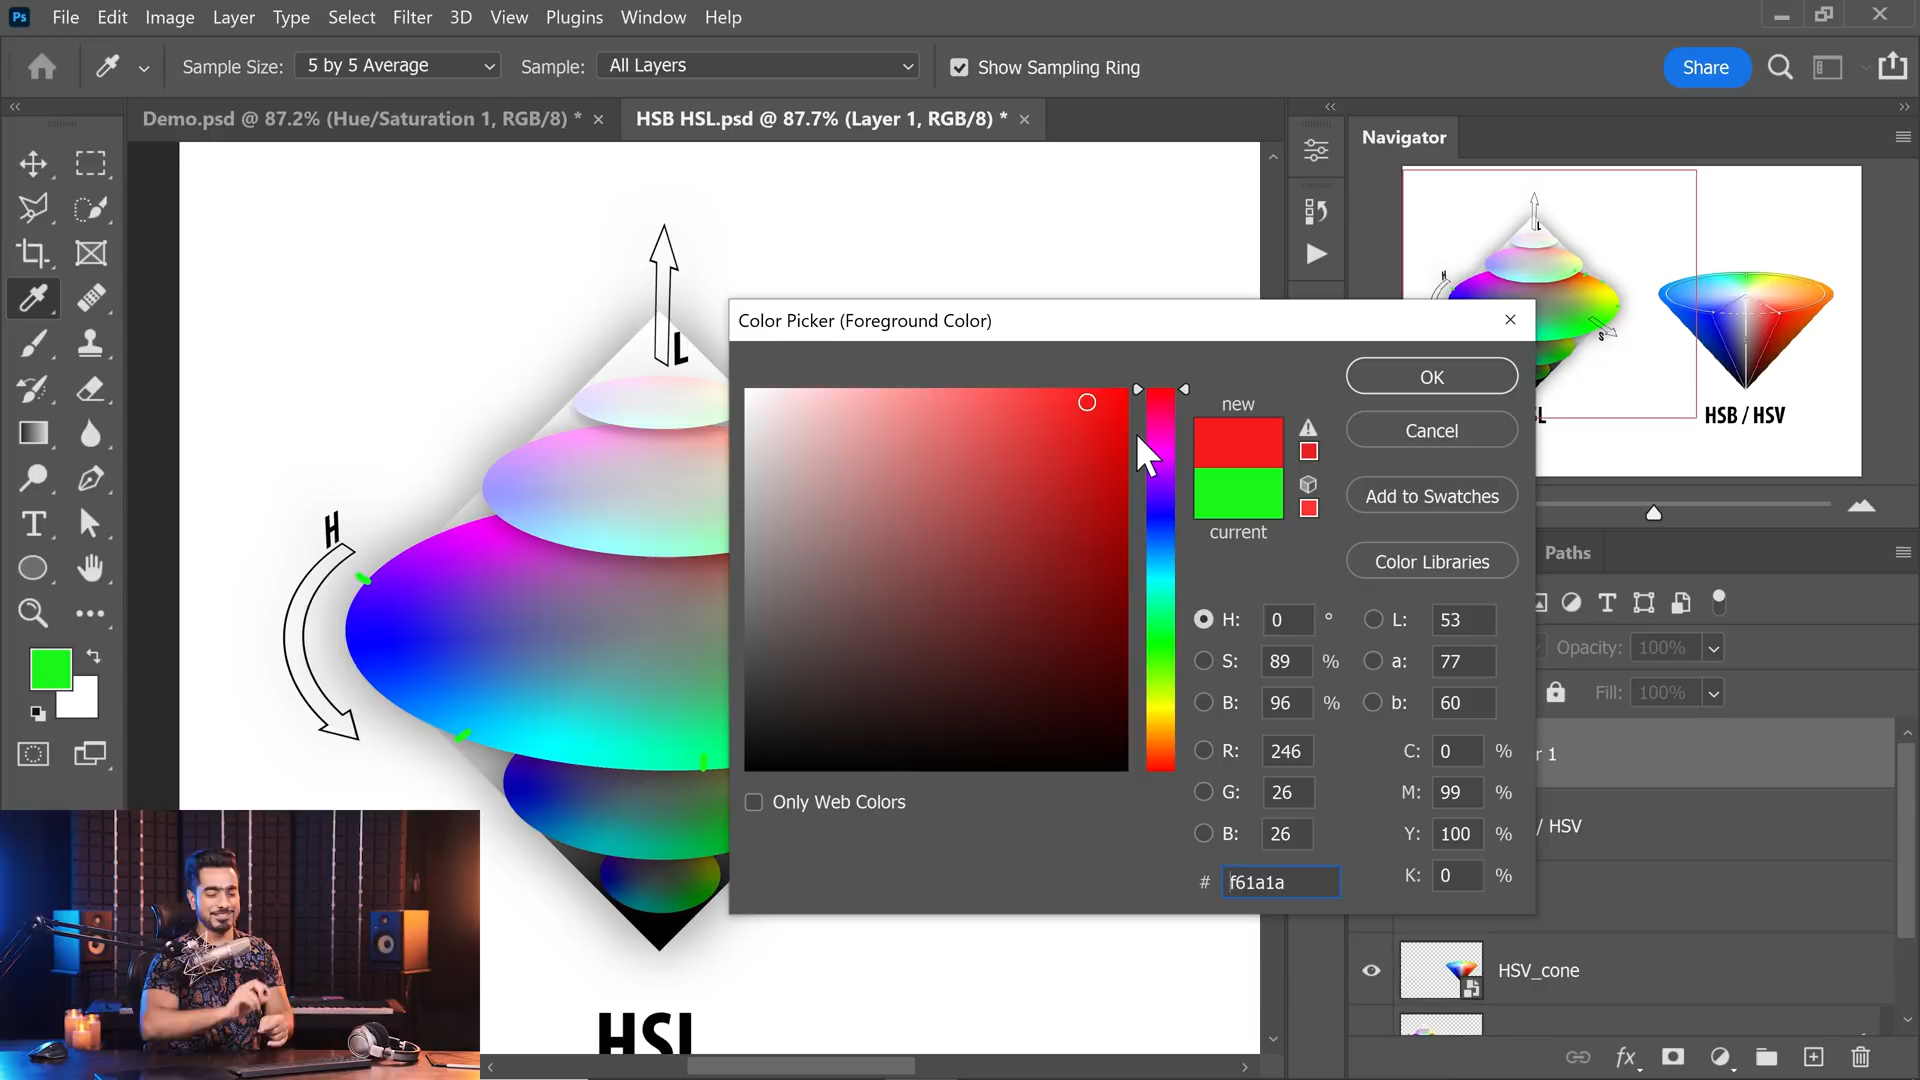 Ps File Edit Image Layer Type Select Filter 3D View Plugins Window Help
Sample Size: 5 by 5 Average Sample: All Layers Show Sampling Ring Share
Demo.psd @ 87.2% (Hue/Saturation 1, RGB/8) * HSB HSL.psd @ 87.7% (Layer 1, RGB/8) *
Navigator
L
H
HSL
L
H
S
HSB / HSV
Color Picker (Foreground Color)
OK
new
Cancel
Add to Swatches
current
Color Libraries
H: 0 ° L: 53
S: 89 % a: 77
B: 96 % b: 60
R: 246 C: 0 %
G: 26 M: 99 %
B: 26 Y: 100 %
# f61a1a K: 0 %
Only Web Colors
Paths
Opacity: 100%
Fill: 100%
r 1
/ HSV
HSV_cone
fx